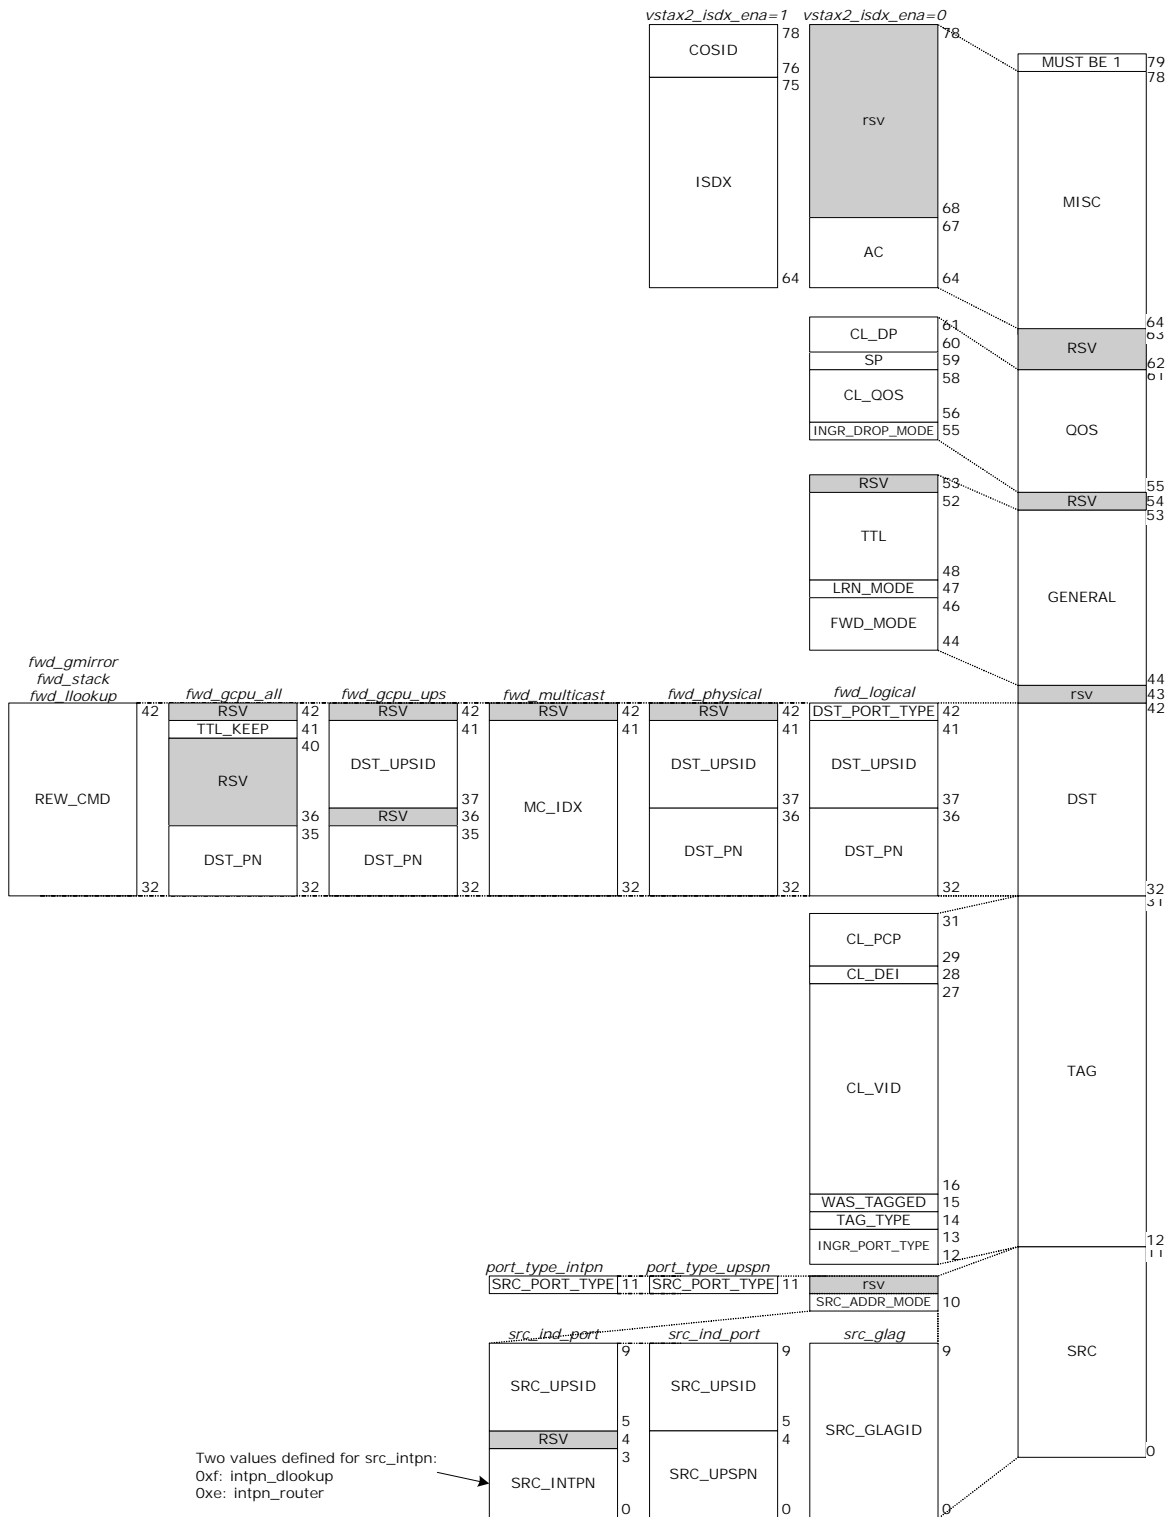 vstax2_isdx_ena=1 vstax2_isdx_ena=0
78 78
COSID
MUST BE 1 79
76 78
75
rsv
ISDX
MISC
68
67
AC
64 64
64
61 63
CL_DP
60 RSV
SP 59 62
58 61
CL_QOS
56
INGR_DROP_MODE 55 QOS
55
RSV 53 RSV 54
52 53
TTL
48
LRN_MODE 47
46 GENERAL
FWD_MODE
44
fwd_gmirror
fwd_stack 44
fwd_llookup fwd_gcpu_all fwd_gcpu_ups fwd_multicast fwd_physical fwd_logical rsv 43
42 RSV 42 RSV 42 RSV 42 RSV 42 DST_PORT_TYPE 42 42
TTL_KEEP 41 41 41 41 41
40
DST_UPSID DST_UPSID DST_UPSID
RSV
REW_CMD 37 MC_IDX 37 37 DST
36 RSV 36 36 36
35 35
DST_PN DST_PN DST_PN DST_PN
32 32 32 32 32 32 32
31
31
CL_PCP
29
CL_DEI 28
27
TAG
CL_VID
16
WAS_TAGGED 15
TAG_TYPE 14
13
INGR_PORT_TYPE 12
12 11
port_type_intpn port_type_upspn
SRC_PORT_TYPE 11 SRC_PORT_TYPE 11 rsv
SRC_ADDR_MODE 10
src_ind_port src_ind_port src_glag
9 9 9
SRC
SRC_UPSID SRC_UPSID
5 5
SRC_GLAGID
RSV 4 4
3
0
Two values defined for src_intpn:
0xf: intpn_dlookup
0xe: intpn_router
SRC_INTPN SRC_UPSPN
0 0 0